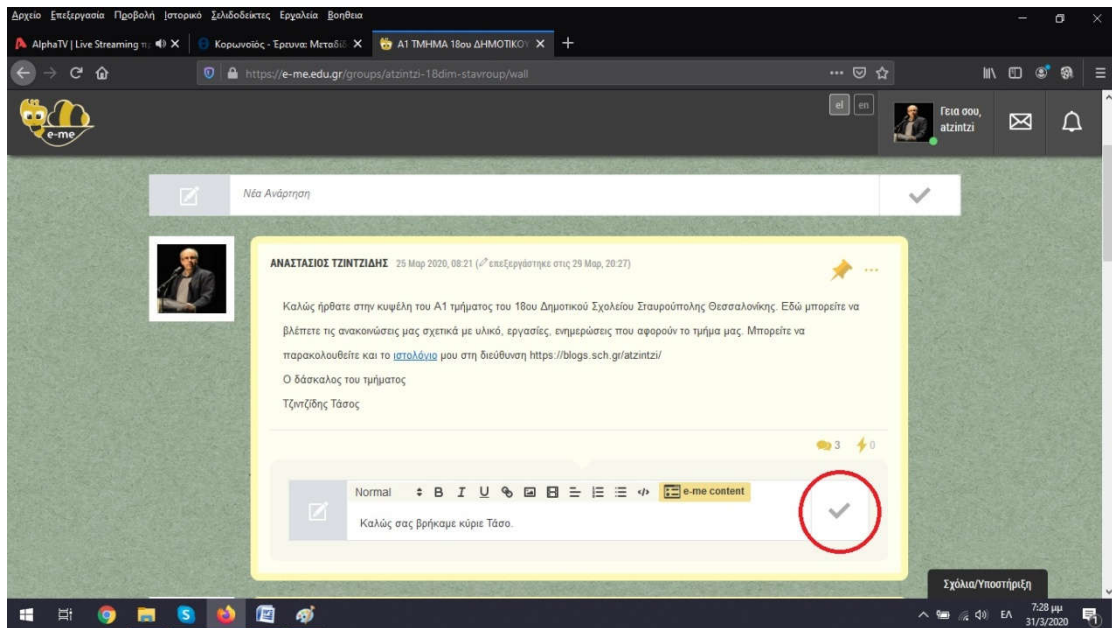 Αρχείο Επεξεργασία Προβολή Ιστορικό Σελιδοδείκτες Εργαλεία Βοηθεια
AlphaTV | Live Streaming της
Κορωνοϊός - Έρευνα: Μεταδίδ
Α1 ΤΜΗΜΑ 18ου ΔΗΜΟΤΙΚΟΥ
https://e-me.edu.gr/groups/atzintzi-18dim-stavroup/wall
e-me
el en
Γεια σου,
atzintzi
Νέα Ανάρτηση
ΑΝΑΣΤΑΣΙΟΣ ΤΖΙΝΤΖΙΔΗΣ 25 Μαρ 2020, 08:21 (επεξεργάστηκε στις 29 Μαρ, 20:27)
Καλώς ήρθατε στην κυψέλη του Α1 τμήματος του 18ου Δημοτικού Σχολείου Σταυρούπολης Θεσσαλονίκης. Εδώ μπορείτε να
βλέπετε τις ανακοινώσεις μας σχετικά με υλικό, εργασίες, ενημερώσεις που αφορούν το τμήμα μας. Μπορείτε να
παρακολουθείτε και το ιστολόγιο μου στη διεύθυνση https://blogs.sch.gr/atzintzi/
Ο δάσκαλος του τμήματος
Τζιντζίδης Τάσος
3 0
Normal B I U e-me content
Καλώς σας βρήκαμε κύριε Τάσο.
Σχόλια/Υποστήριξη
ΕΛ
7:28 μμ
31/3/2020